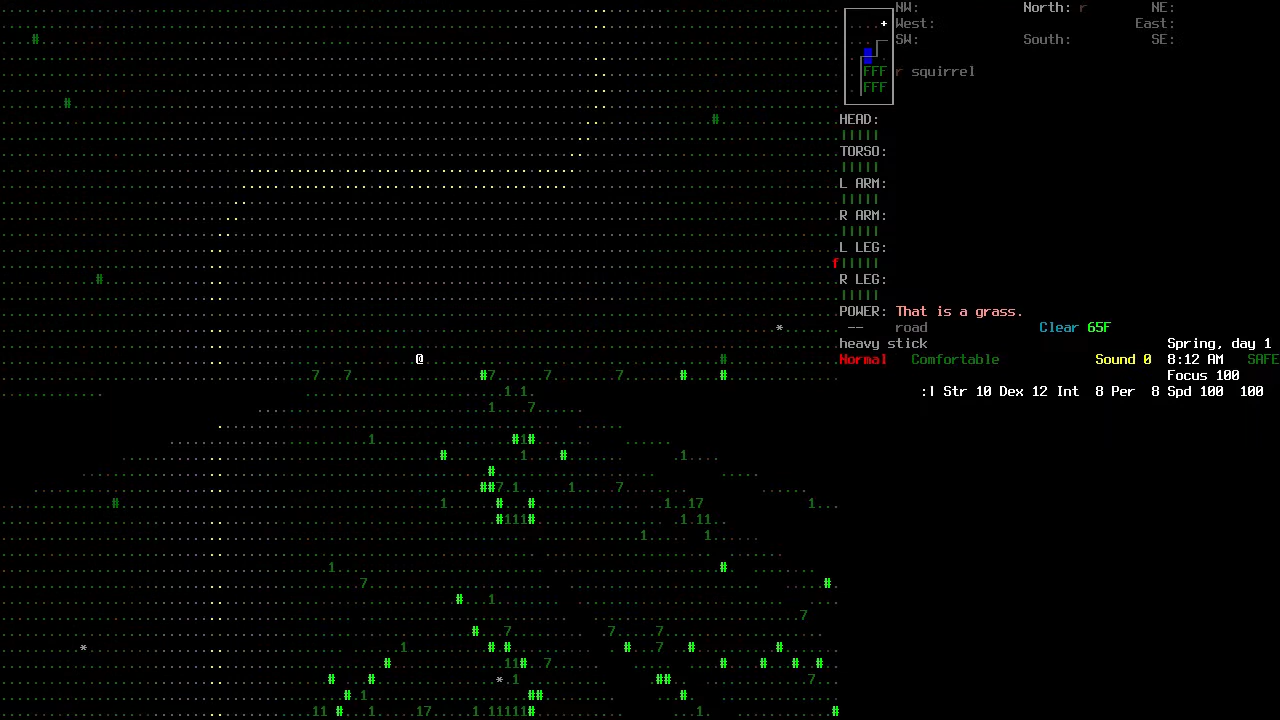 NW: North: r NE:
West: East:
SW: South: SE:
FFF r squirrel
FFF
HEAD:
|||||
TORSO:
|||||
L ARM:
|||||
R ARM:
|||||
L LEG:
f|||||
R LEG:
|||||
POWER: That is a grass.
-- road Clear 65F
heavy stick Spring, day 1
@
Normal Comfortable Sound 0 8:12 AM SAFE
Focus 100
:| Str 10 Dex 12 Int 8 Per 8 Spd 100 100